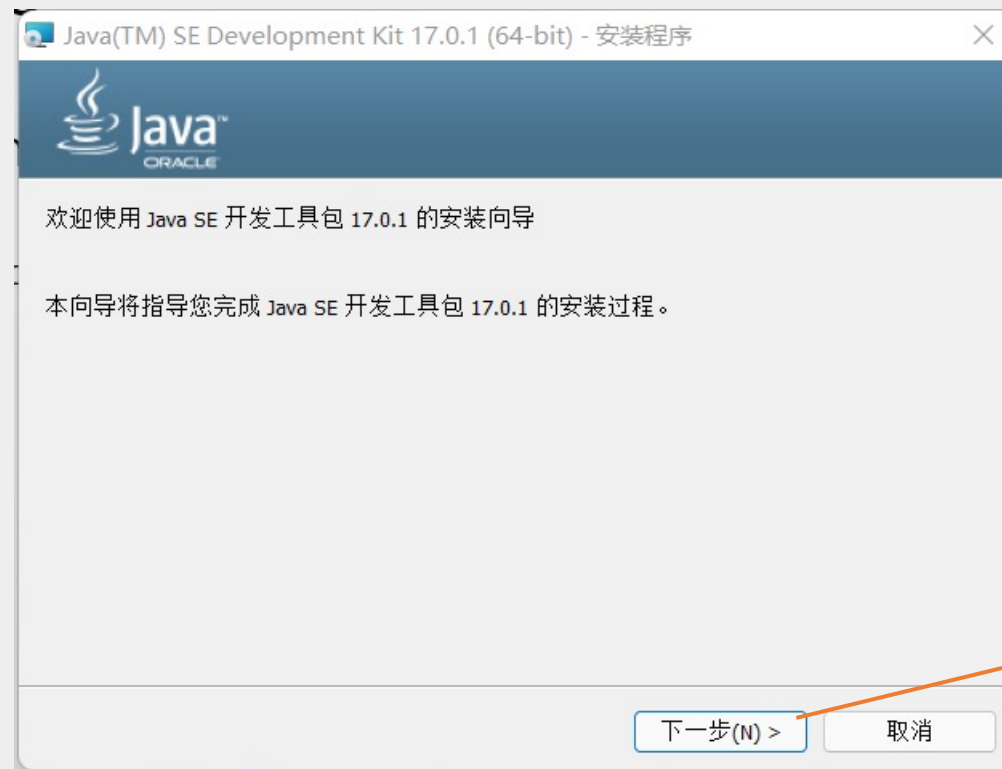 Java(TM) SE Development Kit 17.0.1 (64-bit) - 安装程序
Java™
ORACLE
欢迎使用 Java SE 开发工具包 17.0.1 的安装向导
本向导将指导您完成 Java SE 开发工具包 17.0.1 的安装过程。
下一步(N) >
取消